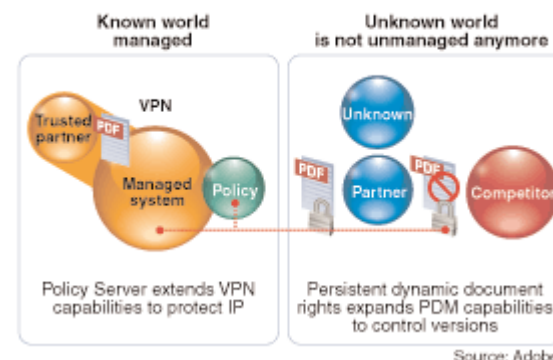 Known world
managed
Unknown world
is not unmanaged anymore
VPN
Trusted
partner
PDF
Managed
system
Policy
Unknown
PDF
Partner
PDF
Competitor
Policy Server extends VPN
capabilities to protect IP
Persistent dynamic document
rights expands PDM capabilities
to control versions
Source: Adobe